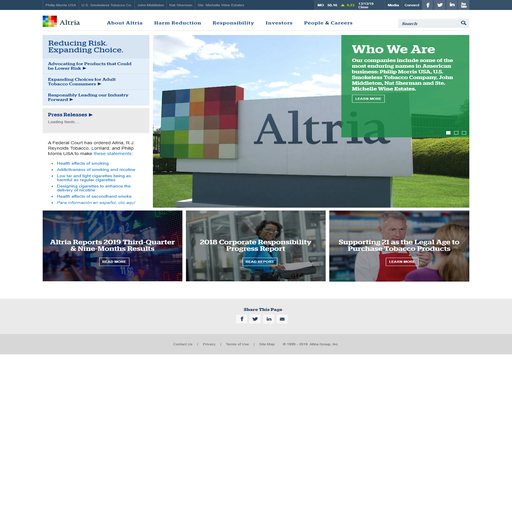 Philip Morris USA | U.S. Smokeless Tobacco Co | John Middleton | Nat Sherman | Ste. Michelle Wine Estates
MO 50.45 ▲ 0.31 12/12/19 Close Media Connect
Altria
About Altria Harm Reduction Responsibility Investors People & Careers
Search
Reducing Risk.
Expanding Choice.
Advocating for Products that Could
be Lower Risk ▶
Expanding Choices for Adult
Tobacco Consumers ▶
Responsibly Leading our Industry
Forward ▶
Press Releases ▶
Loading feeds...
A Federal Court has ordered Altria, R.J.
Reynolds Tobacco, Lorillard, and Philip
Morris USA to make these statements:
Health effects of smoking
Addictiveness of smoking and nicotine
Low tar and light cigarettes being as
harmful as regular cigarettes
Designing cigarettes to enhance the
delivery of nicotine
Health effects of secondhand smoke
Para información en español, clic aquí
Altria
Who We Are
Our companies include some of the
most enduring names in American
business: Philip Morris USA, U.S.
Smokeless Tobacco Company, John
Middleton, Nat Sherman and Ste.
Michelle Wine Estates.
LEARN MORE
Altria Reports 2019 Third-Quarter
& Nine-Months Results
READ MORE
2018 Corporate Responsibility
Progress Report
READ REPORT
Supporting 21 as the Legal Age to
Purchase Tobacco Products
LEARN MORE
Share This Page
Contact Us | Privacy | Terms of Use | Site Map © 1999 - 2019 Altria Group, Inc